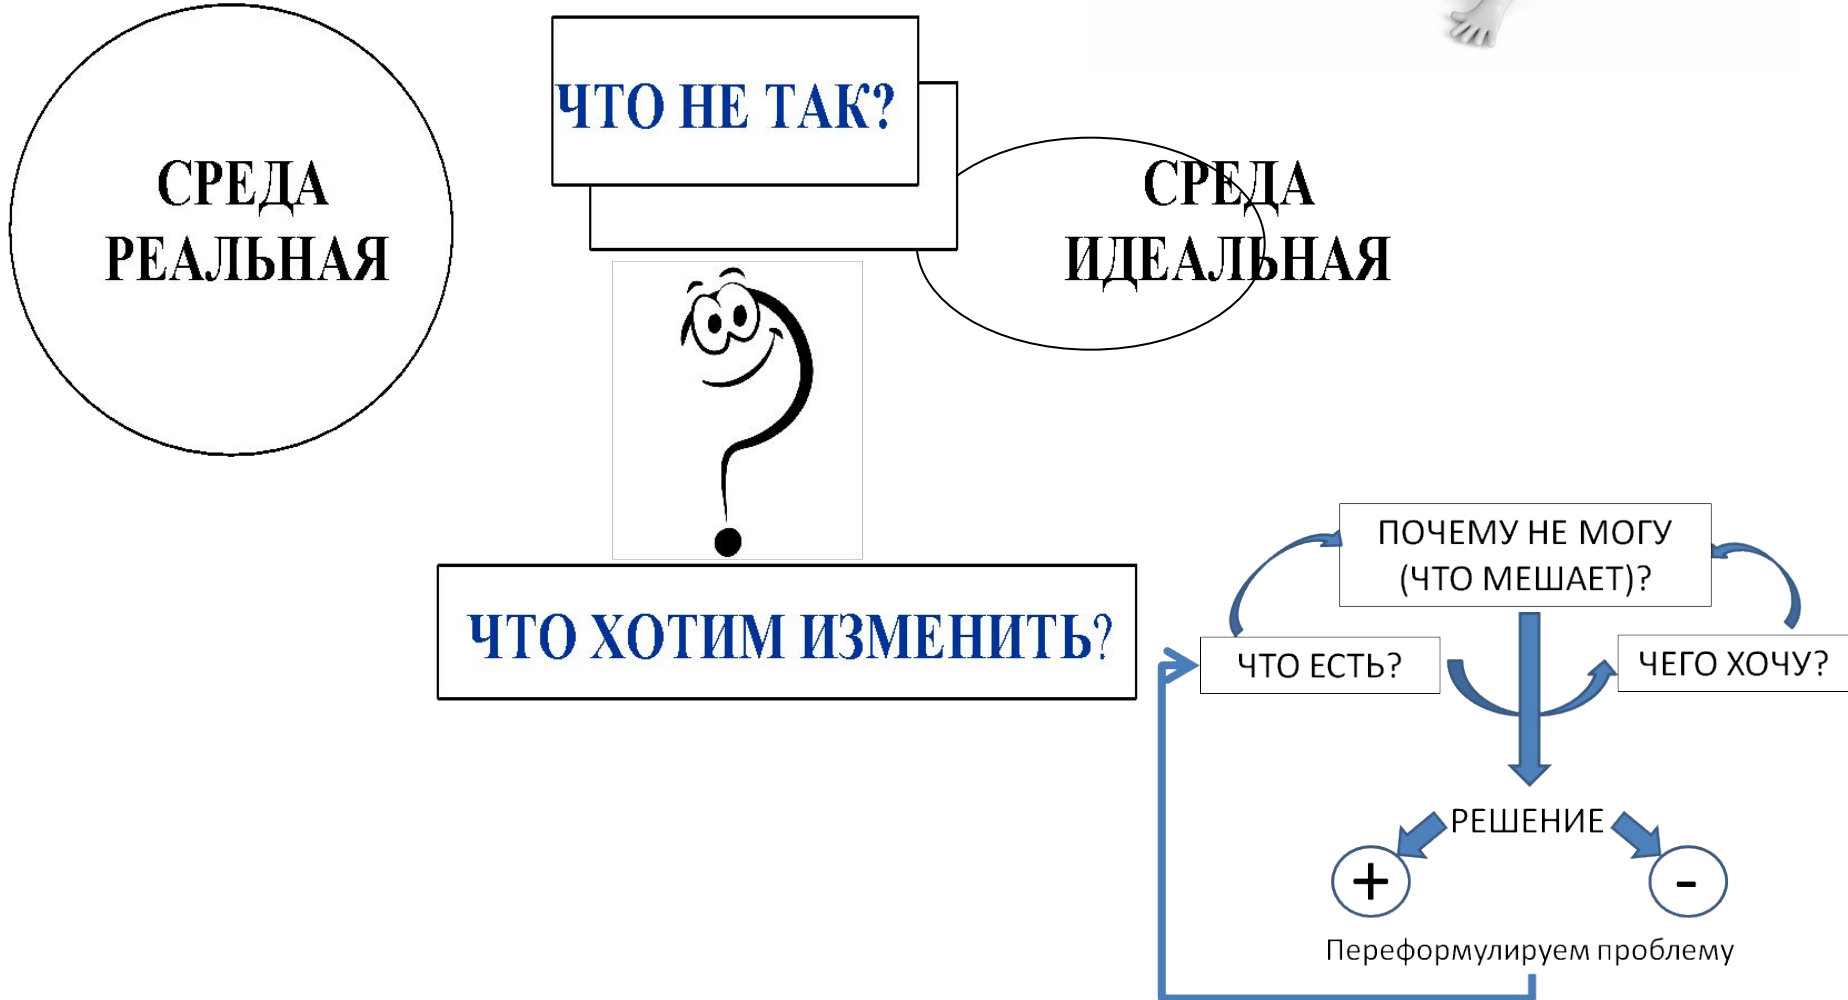 ЧТО НЕ ТАК?
СРЕДА
РЕАЛЬНАЯ
СРЕДА
ИДЕАЛЬНАЯ
ЧТО ХОТИМ ИЗМЕНИТЬ?
ПОЧЕМУ НЕ МОГУ
(ЧТО МЕШАЕТ)?
ЧТО ЕСТЬ?
ЧЕГО ХОЧУ?
РЕШЕНИЕ
+
-
Переформулируем проблему